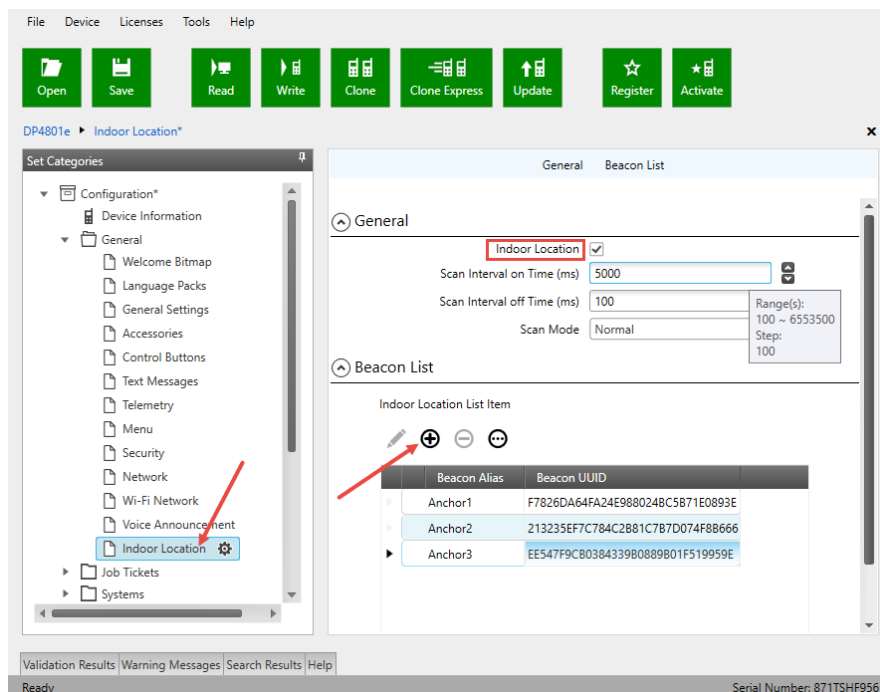 File Device Licenses Tools Help
Open Save Read Write Clone Clone Express Update Register Activate
DP4801e Indoor Location*
Set Categories
Configuration*
Device Information
General
Welcome Bitmap
Language Packs
General Settings
Accessories
Control Buttons
Text Messages
Telemetry
Menu
Security
Network
Wi-Fi Network
Voice Announcement
Indoor Location
Job Tickets
Systems
General Beacon List
General
Indoor Location
Scan Interval on Time (ms) 5000
Scan Interval off Time (ms) 100
Scan Mode Normal
Range(s):
100 ~ 6553500
Step:
100
Beacon List
Indoor Location List Item
Beacon Alias Beacon UUID
Anchor1 F7826DA64FA24E988024BC5B71E0893E
Anchor2 213235EF7C784C2B81C7B7D074F8B666
Anchor3 EE547F9CB0384339B0889B01F519959E
Validation Results Warning Messages Search Results Help
Ready Serial Number: 871TSHF956